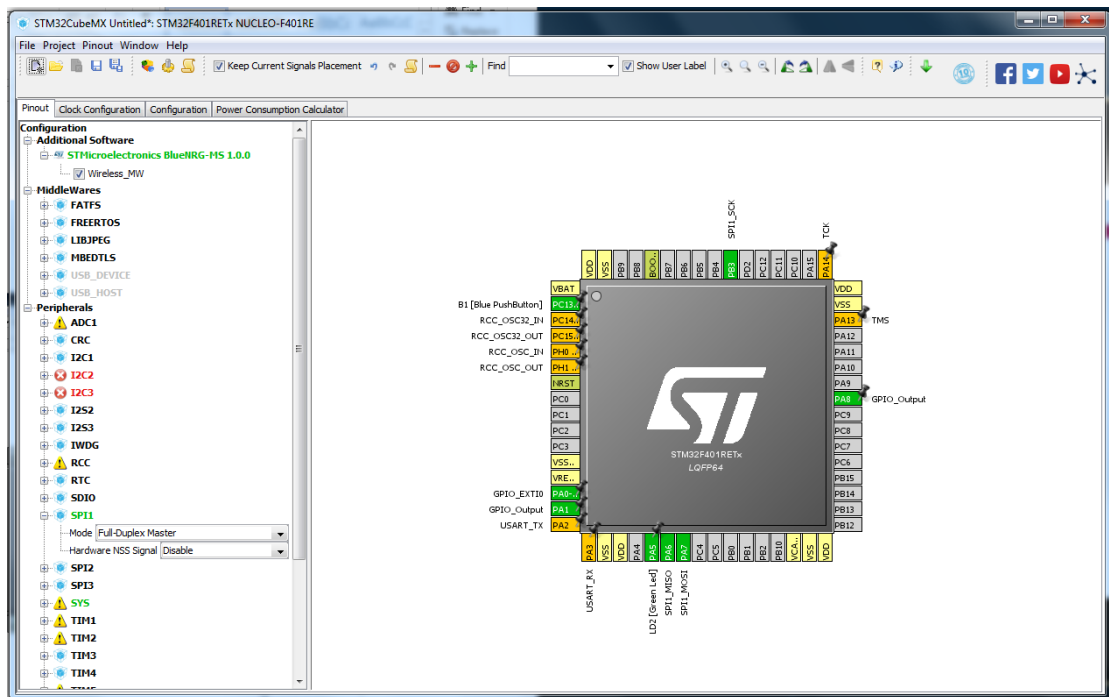 STM32CubeMX Untitled*: STM32F401RETx NUCLEO-F401RE
File Project Pinout Window Help
Keep Current Signals Placement
Find
Show User Label
Pinout
Clock Configuration
Configuration
Power Consumption Calculator
Configuration
Additional Software
STMicroelectronics BlueNRG-MS 1.0.0
Wireless_MW
MiddleWares
FATFS
FREERTOS
LIBJPEG
MBEDTLS
USB_DEVICE
USB_HOST
Peripherals
ADC1
CRC
I2C1
I2C2
I2C3
I2S2
I2S3
IWDG
RCC
RTC
SDIO
SPI1
Mode Full-Duplex Master
Hardware NSS Signal Disable
SPI2
SPI3
SYS
TIM1
TIM2
TIM3
TIM4
SPI1_SCK
TCK
VDD
VSS
PB9
PB8
BOO..
PB7
PB6
PB5
PB4
PB3
PD2
PC12
PC11
PC10
PA15
PA14
VBAT
B1 [Blue PushButton] PC13..
RCC_OSC32_IN PC14..
RCC_OSC32_OUT PC15..
RCC_OSC_IN PH0 ..
RCC_OSC_OUT PH1 ..
NRST
PC0
PC1
PC2
PC3
VSS..
VRE..
GPIO_EXTI0 PA0-..
GPIO_Output PA1
USART_TX PA2
STM32F401RETx
LQFP64
VDD
VSS
PA13 TMS
PA12
PA11
PA10
PA9
PA8 GPIO_Output
PC9
PC8
PC7
PC6
PB15
PB14
PB13
PB12
PA3
VSS
VDD
PA4
PA5
PA6
PA7
PC4
PC5
PB0
PB1
PB2
PB10
VCA..
VSS
VDD
USART_RX
LD2 [Green Led]
SPI1_MISO
SPI1_MOSI